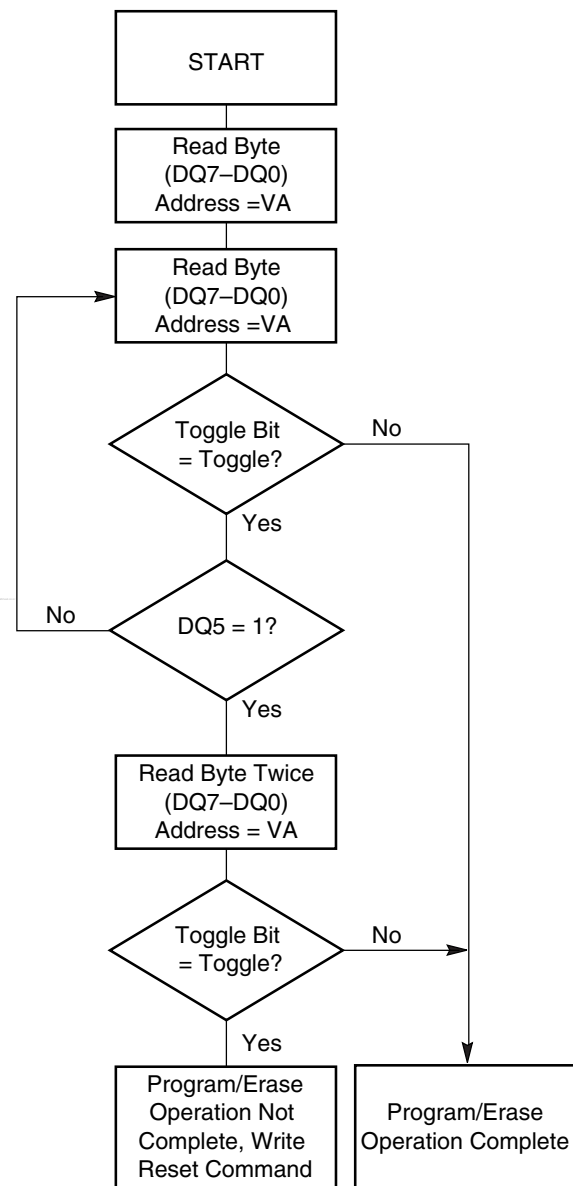 START
Read Byte
(DQ7–DQ0)
Address =VA
Read Byte
(DQ7–DQ0)
Address =VA
Toggle Bit
= Toggle?
No
Yes
DQ5 = 1?
No
Yes
Read Byte Twice
(DQ7–DQ0)
Address = VA
Toggle Bit
= Toggle?
No
Yes
Program/Erase
Operation Not
Complete, Write
Reset Command
Program/Erase
Operation Complete